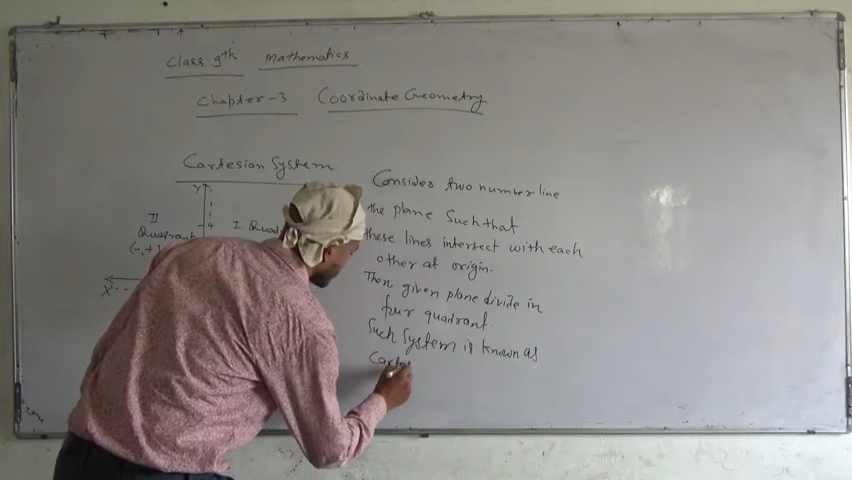 Class 9th Mathematics
Chapter-3 Coordinate Geometry
Cartesion System
Y
4
II
Quadrant
I Quad
X'
Consider two number line
the plane such that
these lines intersect with each
other at origin.
Then given plane divide in
four quadrant.
Such system is known as
Carte